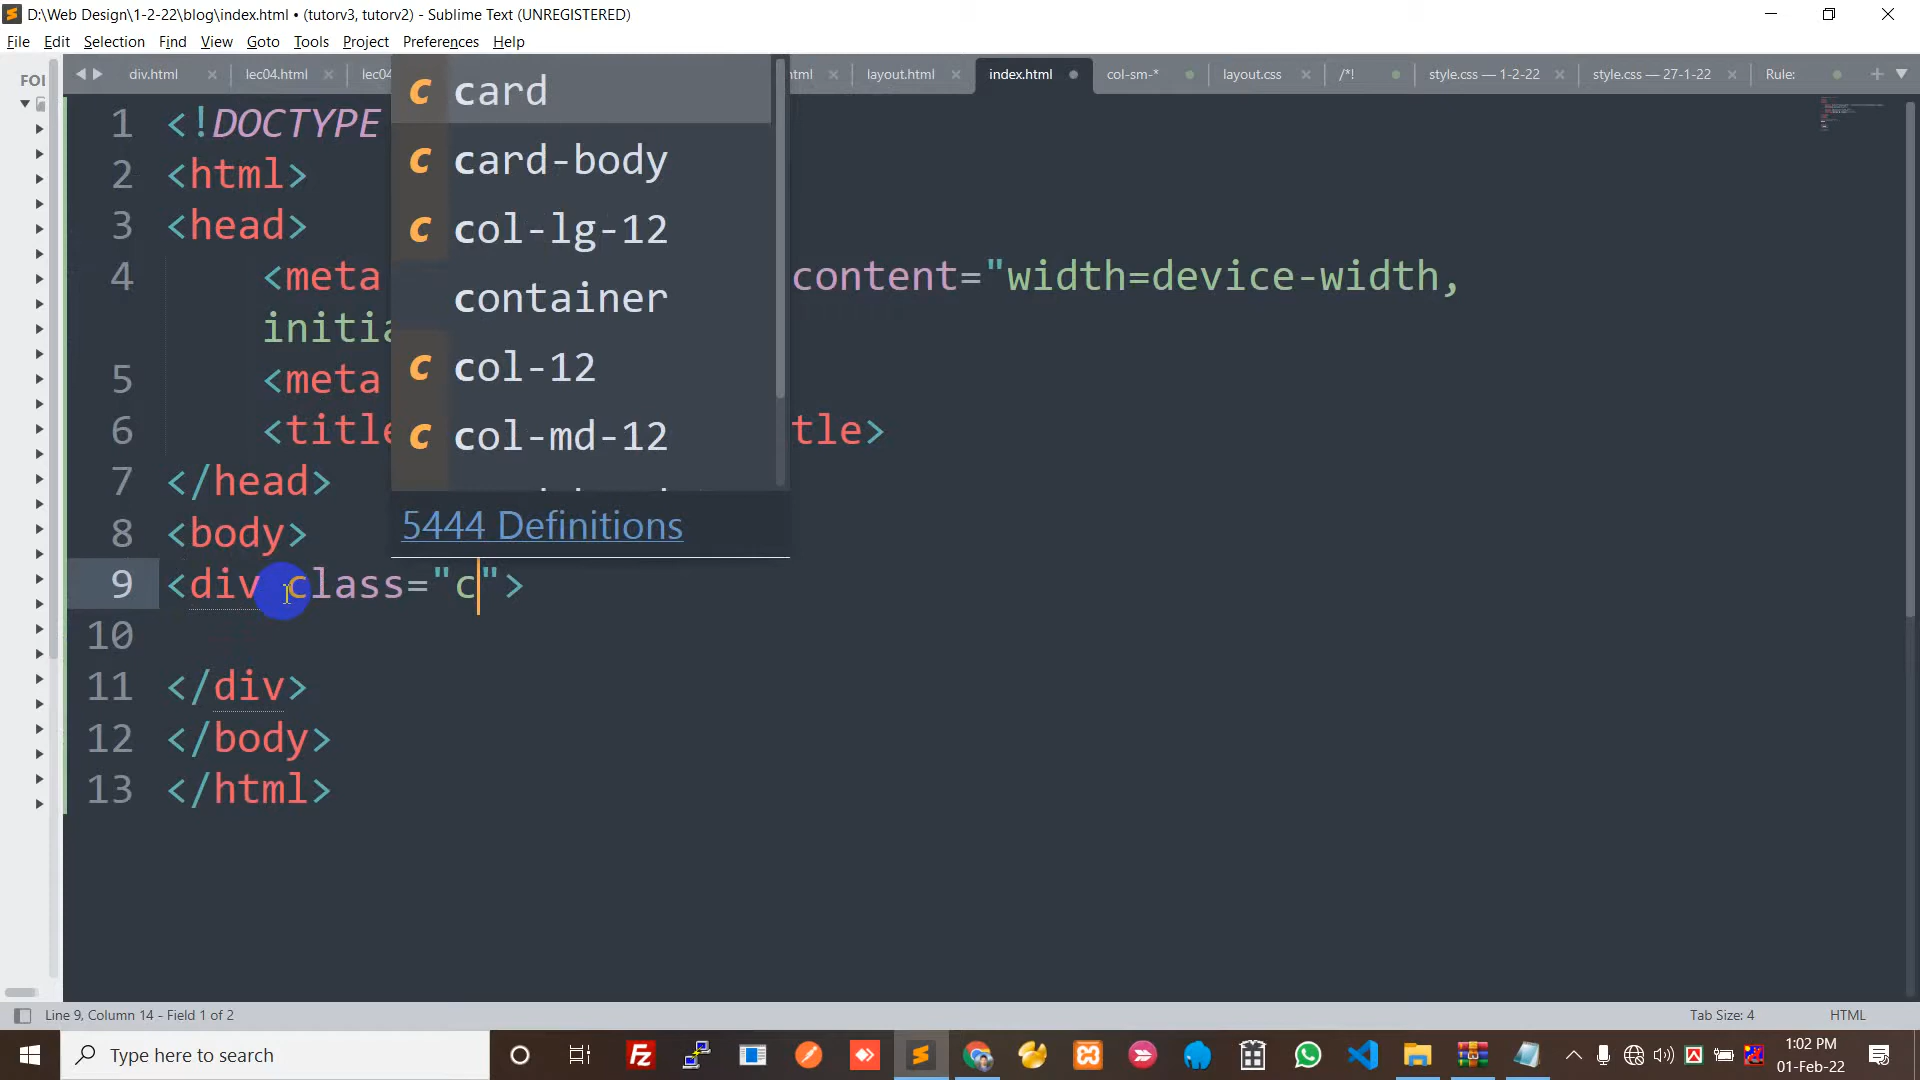 D:\Web Design\1-2-22\blog\index.html • (tutorv3, tutorv2) - Sublime Text (UNREGISTERED)
File Edit Selection Find View Goto Tools Project Preferences Help
FOI
div.html lec04.html lec04 html layout.html index.html col-sm-* layout.css /*! style.css — 1-2-22 style.css — 27-1-22 Rule:
card
card-body
col-lg-12
container
col-12
col-md-12
5444 Definitions
1 <!DOCTYPE
2 <html>
3 <head>
4 <meta content="width=device-width,
initia
5 <meta
6 <title tle>
7 </head>
8 <body>
9 <div class="c">
10
11 </div>
12 </body>
13 </html>
Line 9, Column 14 - Field 1 of 2
Tab Size: 4 HTML
Type here to search
1:02 PM
01-Feb-22